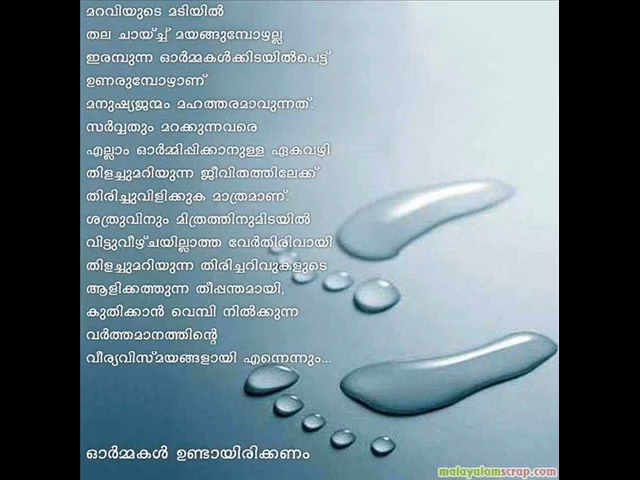 മറവിയുടെ മടിയിൽ
തല ചായ്ച്ച് മയങ്ങുമ്പോഴല്ല
ഇരമ്പുന്ന ഓർമ്മകൾക്കിടയിൽപെട്ട്
ഉണരുമ്പോഴാണ്
മനുഷ്യജന്മം മഹത്തരമാവുന്നത്.
സർവ്വതും മറക്കുന്നവരെ
എല്ലാം ഓർമ്മിപ്പിക്കാനുള്ള ഏകവഴി
തിളച്ചുമറിയുന്ന ജീവിതത്തിലേക്ക്
തിരിച്ചുവിളിക്കുക മാത്രമാണ്.
ശത്രുവിനും മിത്രത്തിനുമിടയിൽ
വിട്ടുവീഴ്ചയില്ലാത്ത വേർതിരിവായി
തിളച്ചുമറിയുന്ന തിരിച്ചറിവുകളുടെ
ആളിക്കത്തുന്ന തീപ്പന്തമായി,
കുതിക്കാൻ വെമ്പി നിൽക്കുന്ന
വർത്തമാനത്തിന്റെ
വീര്യവിസ്മയങ്ങളായി എന്നെന്നും...
ഓർമ്മകൾ ഉണ്ടായിരിക്കണം
malayalamscrap.com